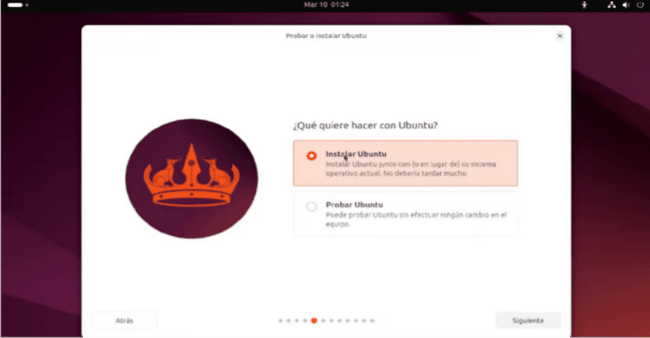 Mar 10 01:24
Probar o Instalar Ubuntu
¿Qué quiere hacer con Ubuntu?
Instalar Ubuntu
Instalar Ubuntu junto con (o en lugar de) su sistema
operativo actual. No debería tardar mucho
Probar Ubuntu
Puede probar Ubuntu sin efectuar ningún cambio en el
equipo.
Atrás
Siguiente